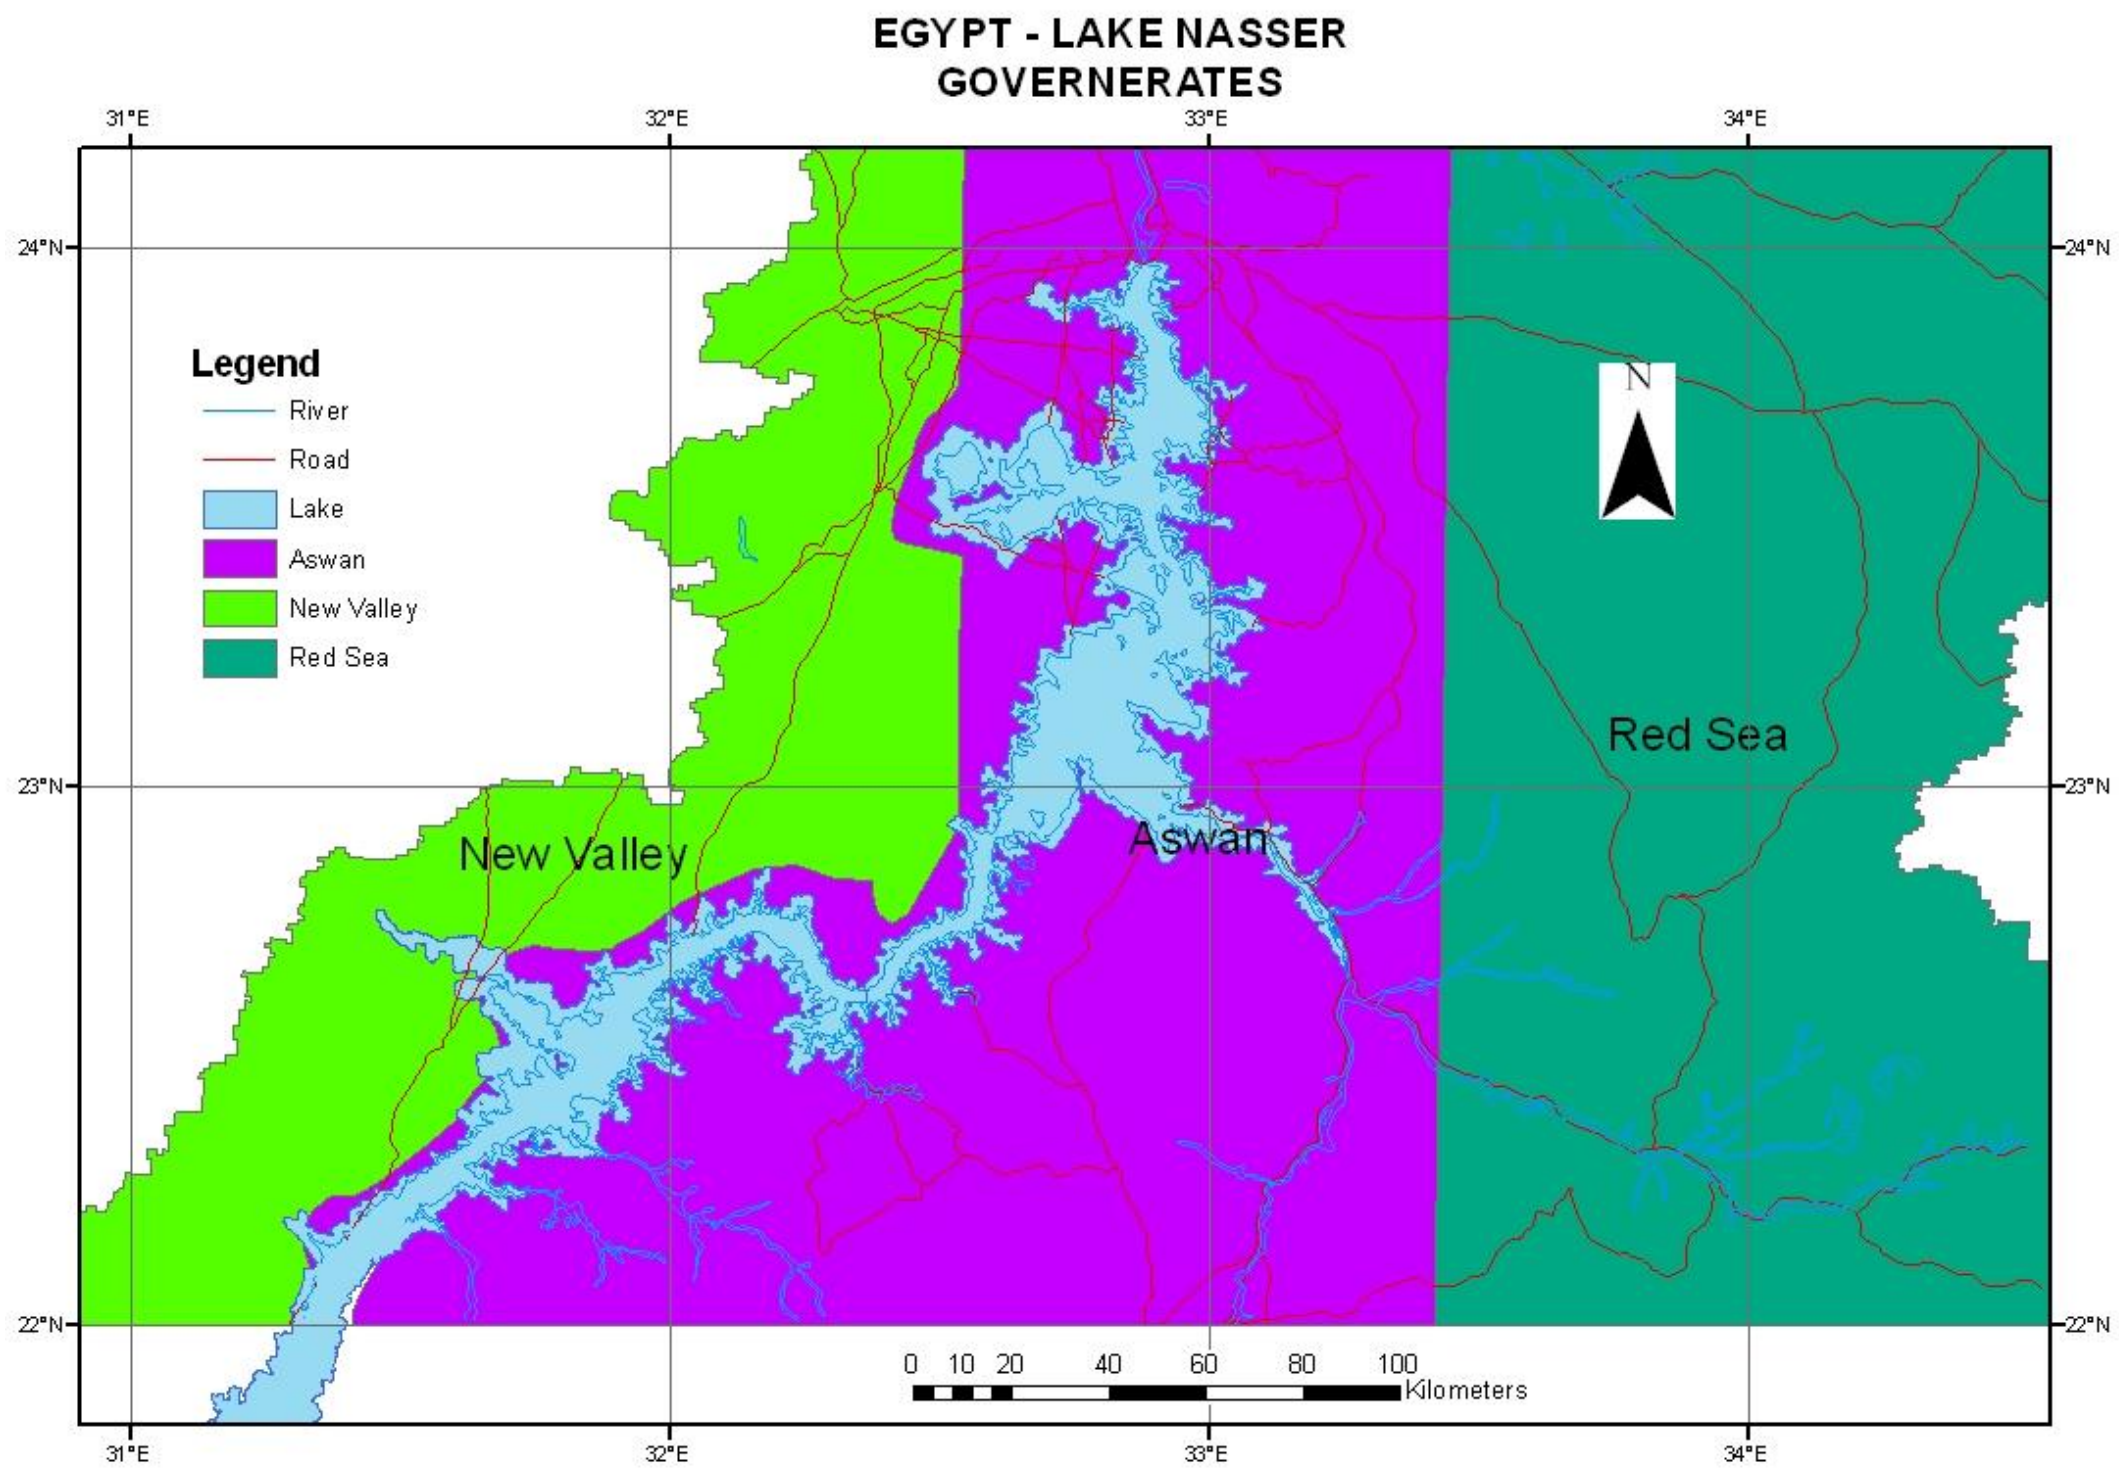 EGYPT - LAKE NASSER
GOVERNERATES
31°E 32°E 33°E 34°E
24°N 24°N
Legend
River
Road
Lake
Aswan
New Valley
Red Sea
N
Red Sea
23°N 23°N
Aswan
New Valley
22°N 22°N
0 10 20 40 60 80 100
Kilometers
31°E 32°E 33°E 34°E